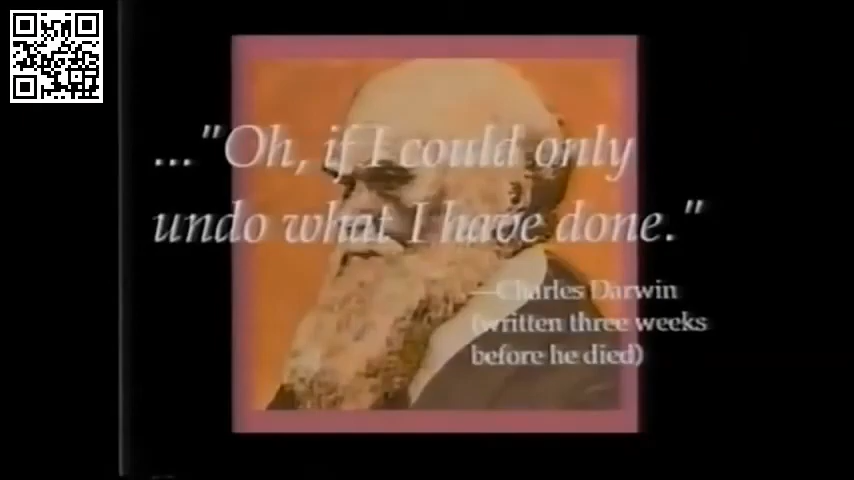 ..."Oh, if I could only
undo what I have done."
—Charles Darwin
(written three weeks
before he died)